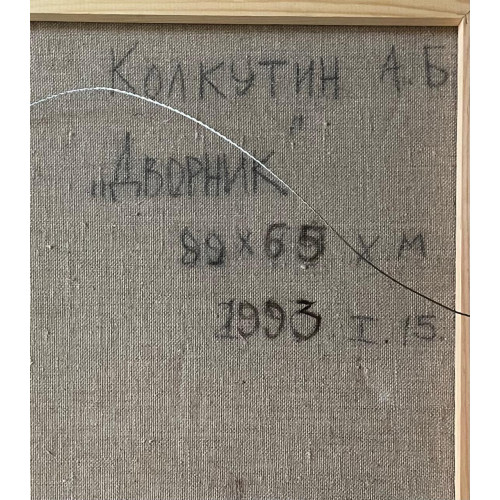 Колкутин А.Б
„Дворник"
89 х 65 х.м
1993 I.15.